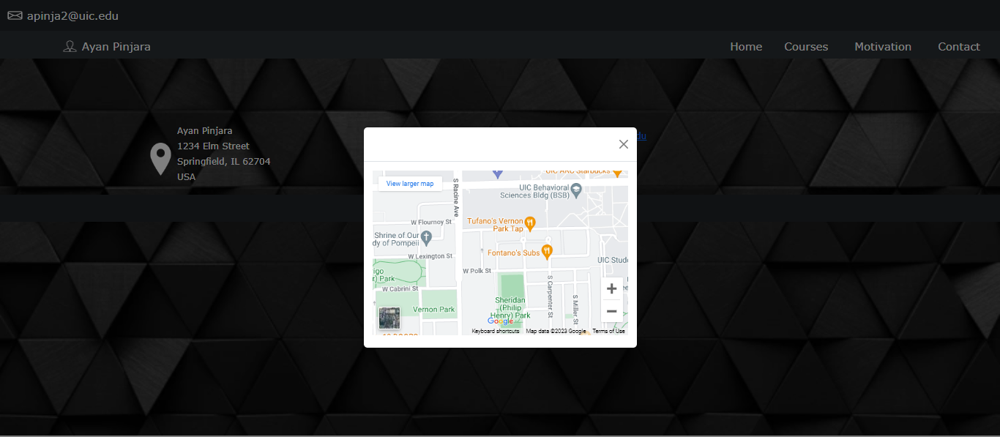 apinja2@uic.edu
Ayan Pinjara
Home
Courses
Motivation
Contact
Ayan Pinjara
1234 Elm Street
Springfield, IL 62704
USA
du
View larger map
S Racine Ave
UIC ARC Starbucks
UIC Behavioral
Sciences Bldg (BSB)
W Flournoy St
Tufano's Vernon
Park Tap
Shrine of Our
dy of Pompeii
Fontano's Subs
W Lexington St
UIC Stude
W Polk St
igo
r) Park
W Cabrini St
S Carpenter St
S Miller St
Sheridan
(Philip
Henry) Park
Vernon Park
Google
Keyboard shortcuts
Map data ©2023 Google
Terms of Use